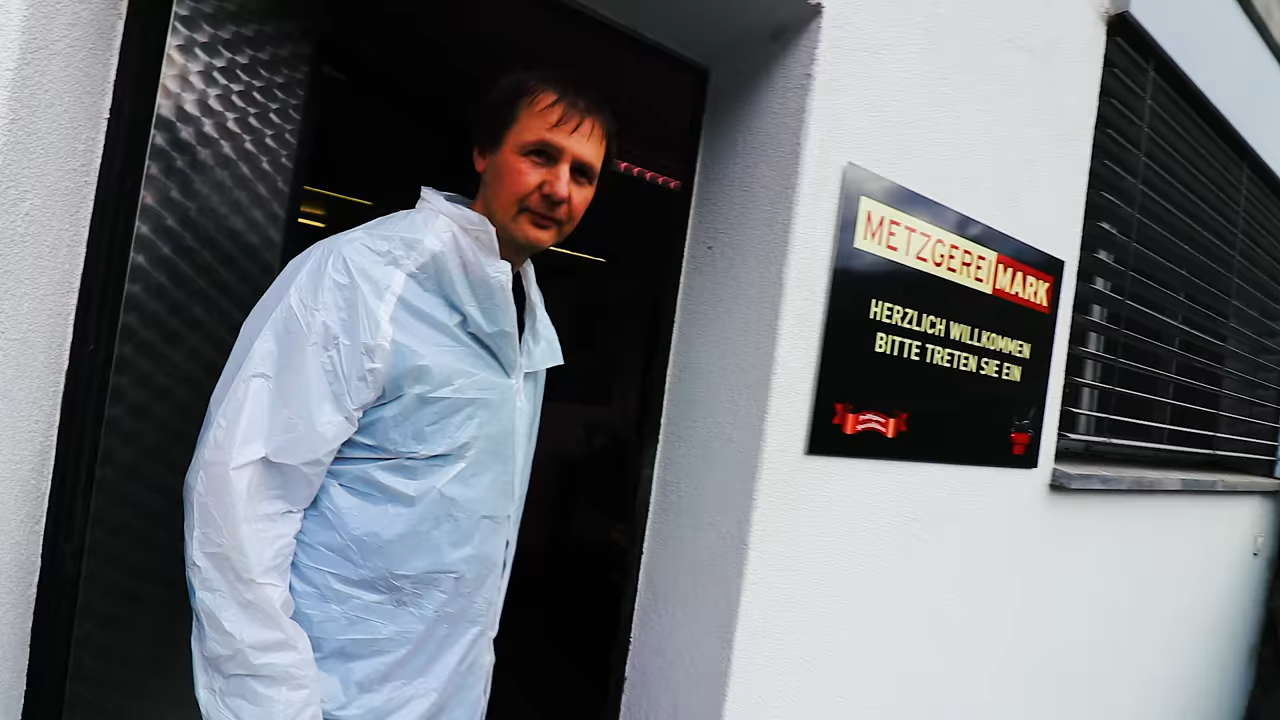 METZGEREI MARK
HERZLICH WILLKOMMEN
BITTE TRETEN SIE EIN